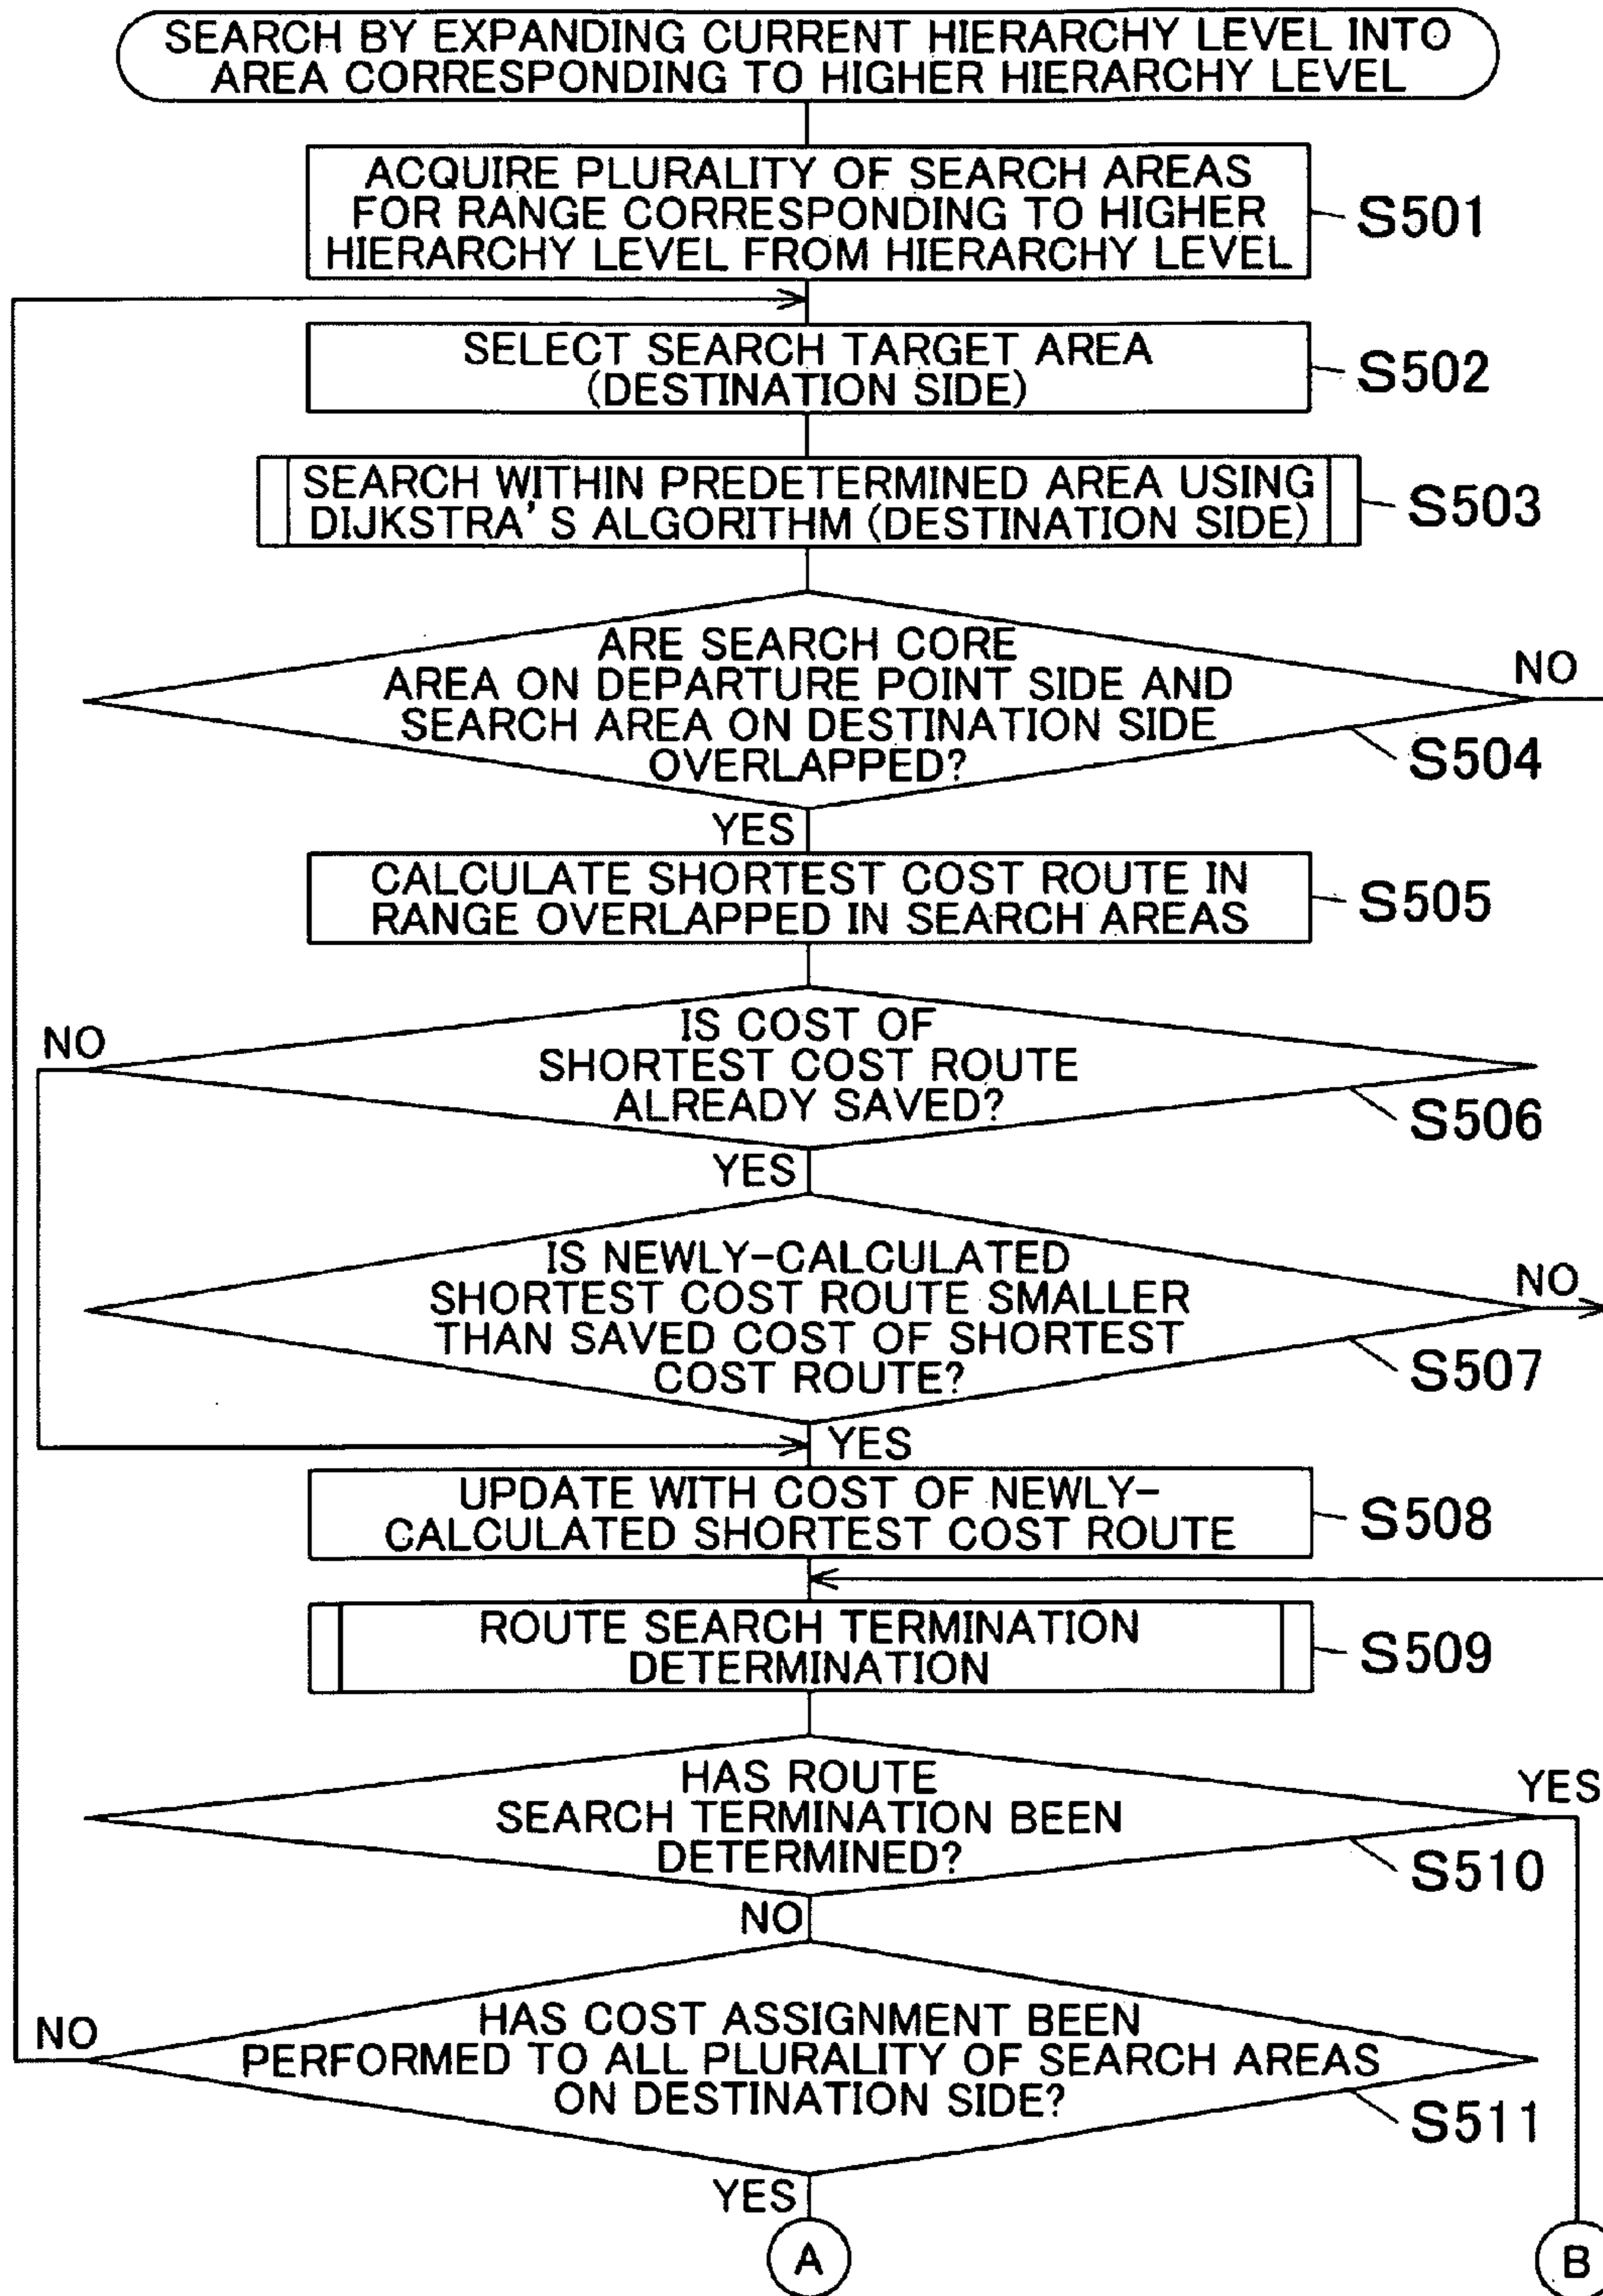 SEARCH BY EXPANDING CURRENT HIERARCHY LEVEL INTO
AREA CORRESPONDING TO HIGHER HIERARCHY LEVEL
ACQUIRE PLURALITY OF SEARCH AREAS
FOR RANGE CORRESPONDING TO HIGHER
HIERARCHY LEVEL FROM HIERARCHY LEVEL
S501
SELECT SEARCH TARGET AREA
(DESTINATION SIDE)
S502
SEARCH WITHIN PREDETERMINED AREA USING
DIJKSTRA'S ALGORITHM (DESTINATION SIDE)
S503
ARE SEARCH CORE
AREA ON DEPARTURE POINT SIDE AND
SEARCH AREA ON DESTINATION SIDE
OVERLAPPED?
NO
S504
YES
CALCULATE SHORTEST COST ROUTE IN
RANGE OVERLAPPED IN SEARCH AREAS
S505
NO
IS COST OF
SHORTEST COST ROUTE
ALREADY SAVED?
S506
YES
IS NEWLY-CALCULATED
SHORTEST COST ROUTE SMALLER
THAN SAVED COST OF SHORTEST
COST ROUTE?
NO
S507
YES
UPDATE WITH COST OF NEWLY-
CALCULATED SHORTEST COST ROUTE
S508
ROUTE SEARCH TERMINATION
DETERMINATION
S509
HAS ROUTE
SEARCH TERMINATION BEEN
DETERMINED?
YES
S510
NO
NO
HAS COST ASSIGNMENT BEEN
PERFORMED TO ALL PLURALITY OF SEARCH AREAS
ON DESTINATION SIDE?
S511
YES
A
B